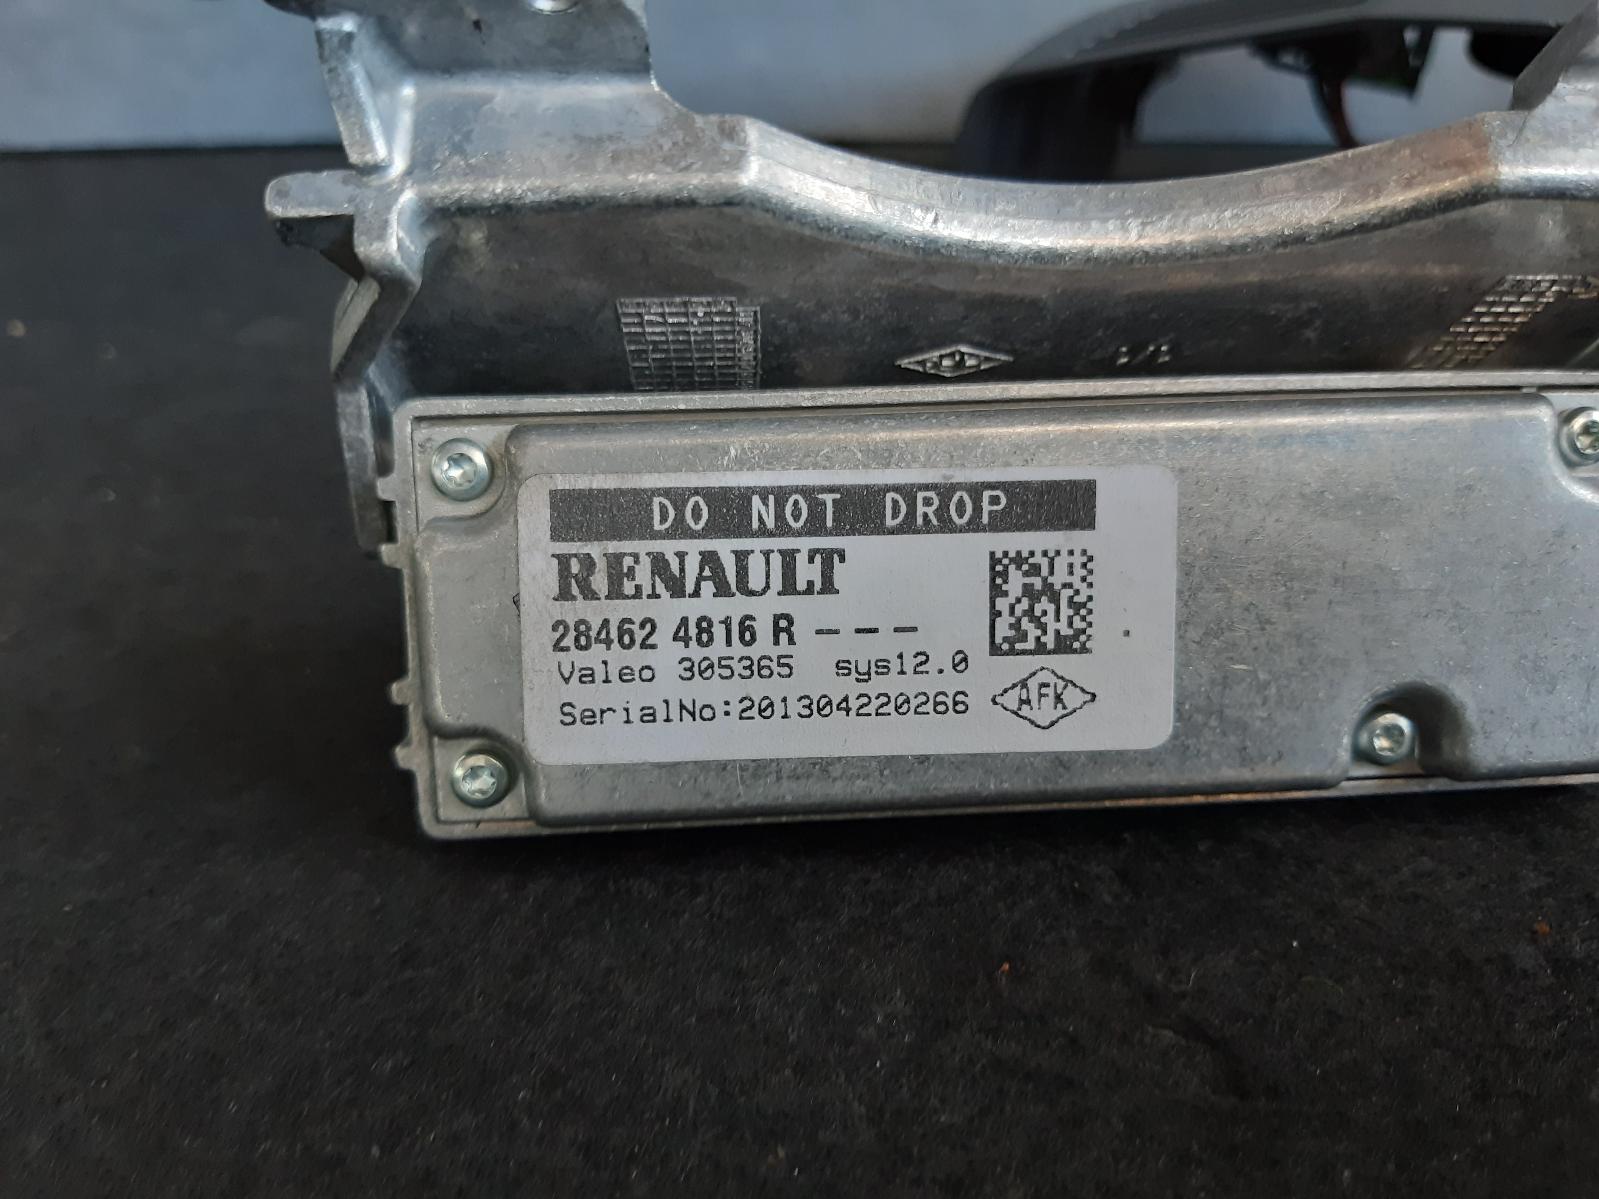 DO NOT DROP
RENAULT
28462 4816 R ---
Valeo 305365 sys12.0
SerialNo:201304220266
AFK